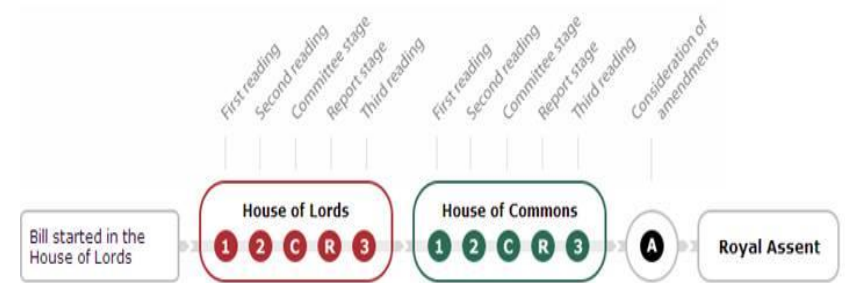 First reading
Second reading
Committee stage
Report stage
Third reading
First reading
Second reading
Committee stage
Report stage
Third reading
Consideration of
amendments
Bill started in the
House of Lords
House of Lords
1 2 C R 3
House of Commons
1 2 C R 3
A
Royal Assent